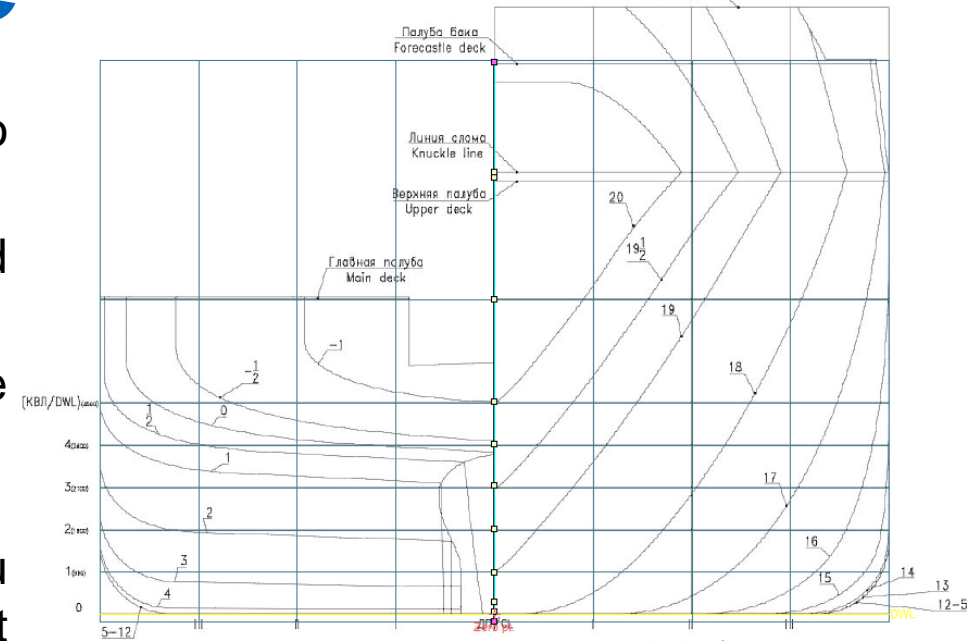 Палуба бака
Forecastle deck
Линия слома
Knuckle line
Верхняя палуба
Upper deck
20
19 1/2
Главная палуба
Main deck
19
-1
-1/2
18
[КВЛ/DWL]
1/2
0
4
1
3
17
2
2
16
3
15
14
1
13
4
12-5
0
DWL
5-12
Zero pt.